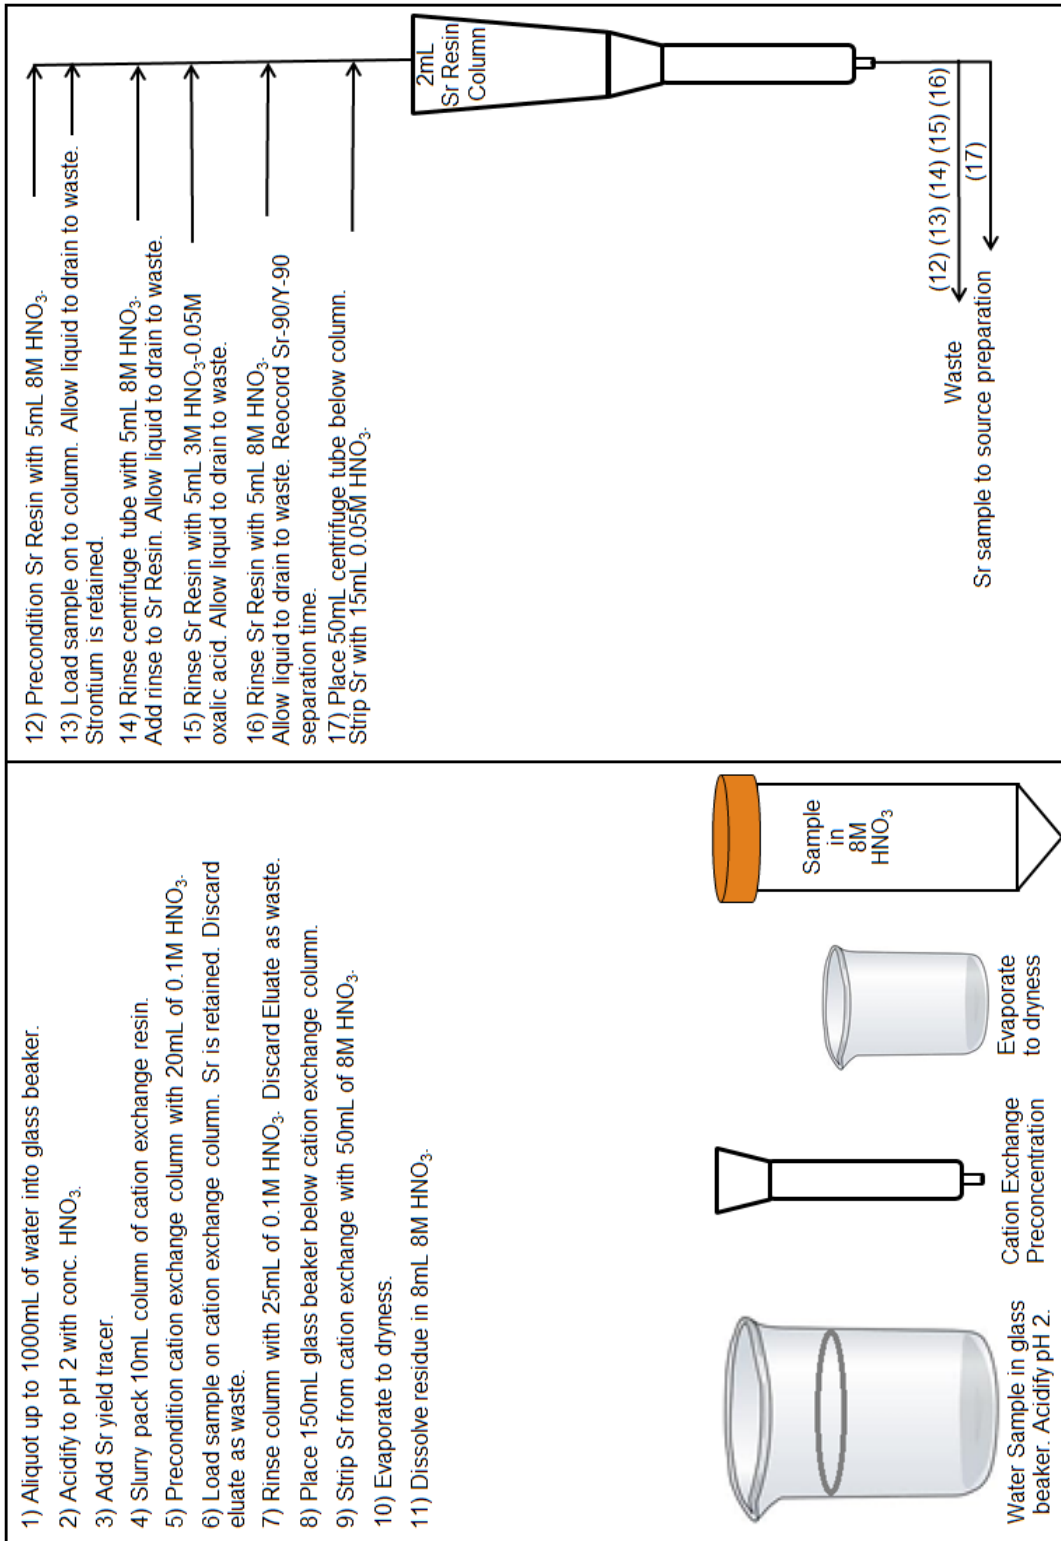 1) Aliquot up to 1000mL of water into glass beaker.
2) Acidify to pH 2 with conc. HNO3.
3) Add Sr yield tracer.
4) Slurry pack 10mL column of cation exchange resin.
5) Precondition cation exchange column with 20mL of 0.1M HNO3.
6) Load sample on cation exchange column. Sr is retained. Discard
eluate as waste.
7) Rinse column with 25mL of 0.1M HNO3. Discard Eluate as waste.
8) Place 150mL glass beaker below cation exchange column.
9) Strip Sr from cation exchange with 50mL of 8M HNO3.
10) Evaporate to dryness.
11) Dissolve residue in 8mL 8M HNO3.
Water Sample in glass
beaker. Acidify pH 2.
Cation Exchange
Preconcentration
Evaporate
to dryness
Sample
in
8M
HNO3
12) Precondition Sr Resin with 5mL 8M HNO3.
13) Load sample on to column. Allow liquid to drain to waste.
Strontium is retained.
14) Rinse centrifuge tube with 5mL 8M HNO3.
Add rinse to Sr Resin. Allow liquid to drain to waste.
15) Rinse Sr Resin with 5mL 3M HNO3-0.05M
oxalic acid. Allow liquid to drain to waste.
16) Rinse Sr Resin with 5mL 8M HNO3.
Allow liquid to drain to waste. Reocord Sr-90/Y-90
separation time.
17) Place 50mL centrifuge tube below column.
Strip Sr with 15mL 0.05M HNO3.
2mL
Sr Resin
Column
(12) (13) (14) (15) (16)
Waste
(17)
Sr sample to source preparation